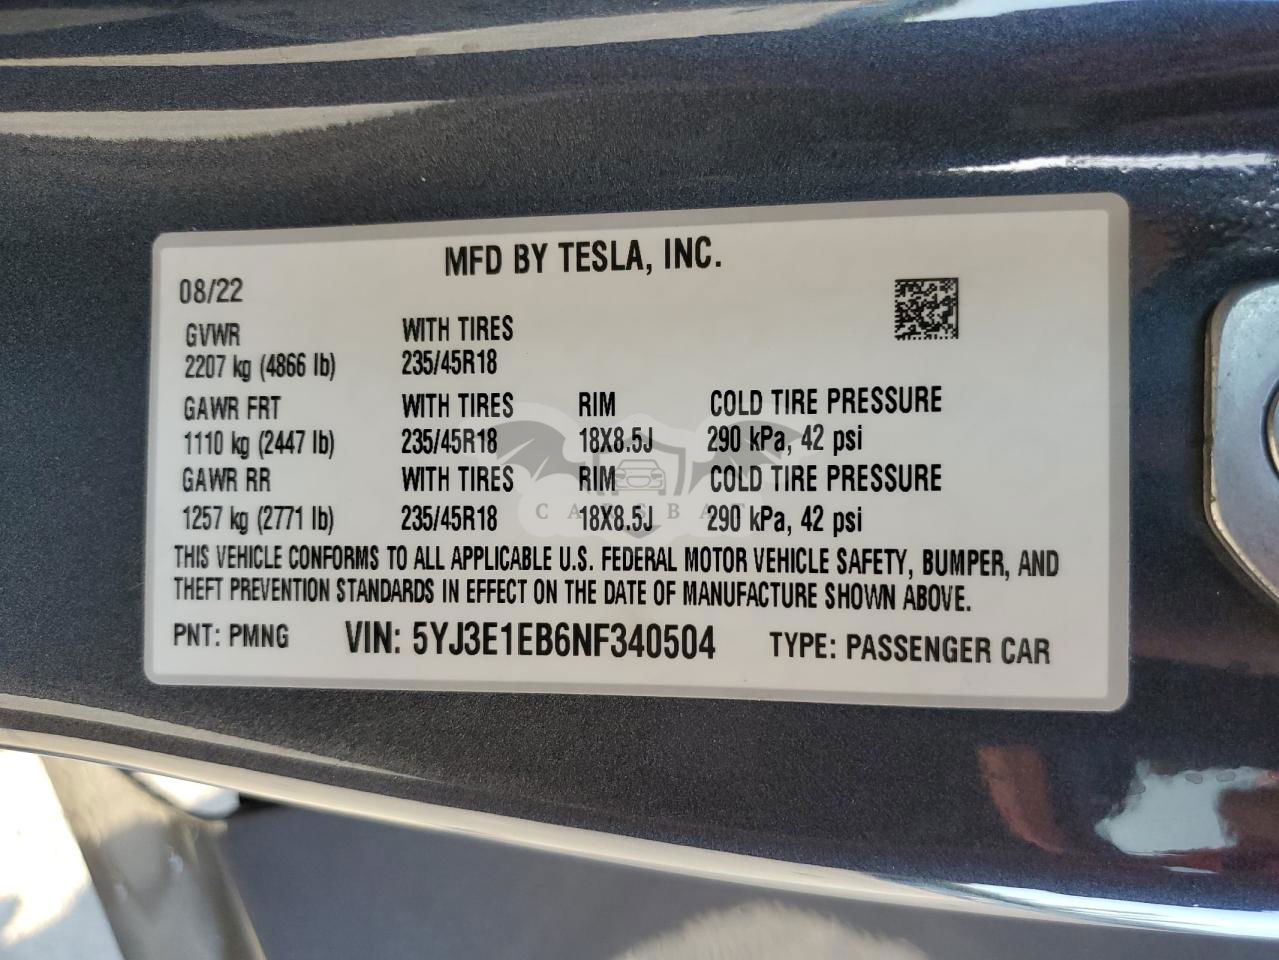 MFD BY TESLA, INC.
08/22
GVWR WITH TIRES
2207 kg (4866 lb) 235/45R18
GAWR FRT WITH TIRES RIM COLD TIRE PRESSURE
1110 kg (2447 lb) 235/45R18 18X8.5J 290 kPa, 42 psi
GAWR RR WITH TIRES RIM COLD TIRE PRESSURE
1257 kg (2771 lb) 235/45R18 18X8.5J 290 kPa, 42 psi
THIS VEHICLE CONFORMS TO ALL APPLICABLE U.S. FEDERAL MOTOR VEHICLE SAFETY, BUMPER, AND
THEFT PREVENTION STANDARDS IN EFFECT ON THE DATE OF MANUFACTURE SHOWN ABOVE.
PNT: PMNG VIN: 5YJ3E1EB6NF340504 TYPE: PASSENGER CAR